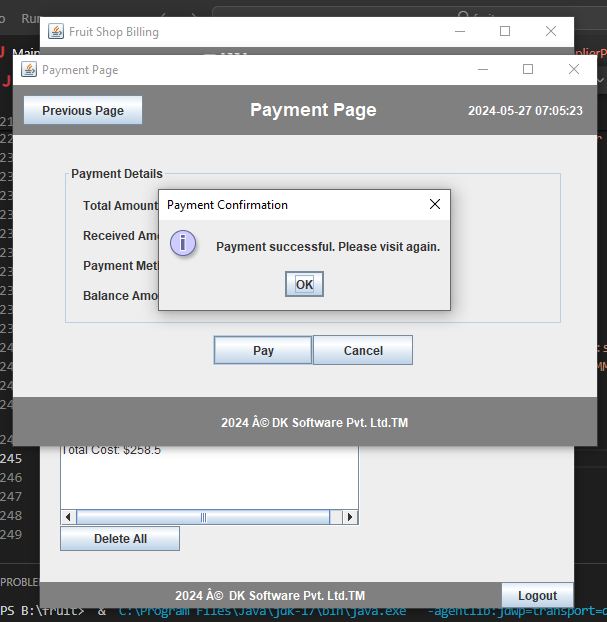 Fruit Shop Billing
Main
Payment Page
Previous Page
Payment Page
2024-05-27 07:05:23
Payment Details
Total Amount
Received Amo
Payment Meth
Balance Amo
Payment Confirmation
Payment successful. Please visit again.
OK
Pay
Cancel
2024 Â© DK Software Pvt. Ltd.TM
Total Cost: $258.5
245
246
247
248
249
Delete All
PROBLE
2024 Â© DK Software Pvt. Ltd.TM
Logout
PS B:\fruit> & C:\Program Files\Java\jdk-17\bin\java.exe -agentlib:jdwp=transport=d